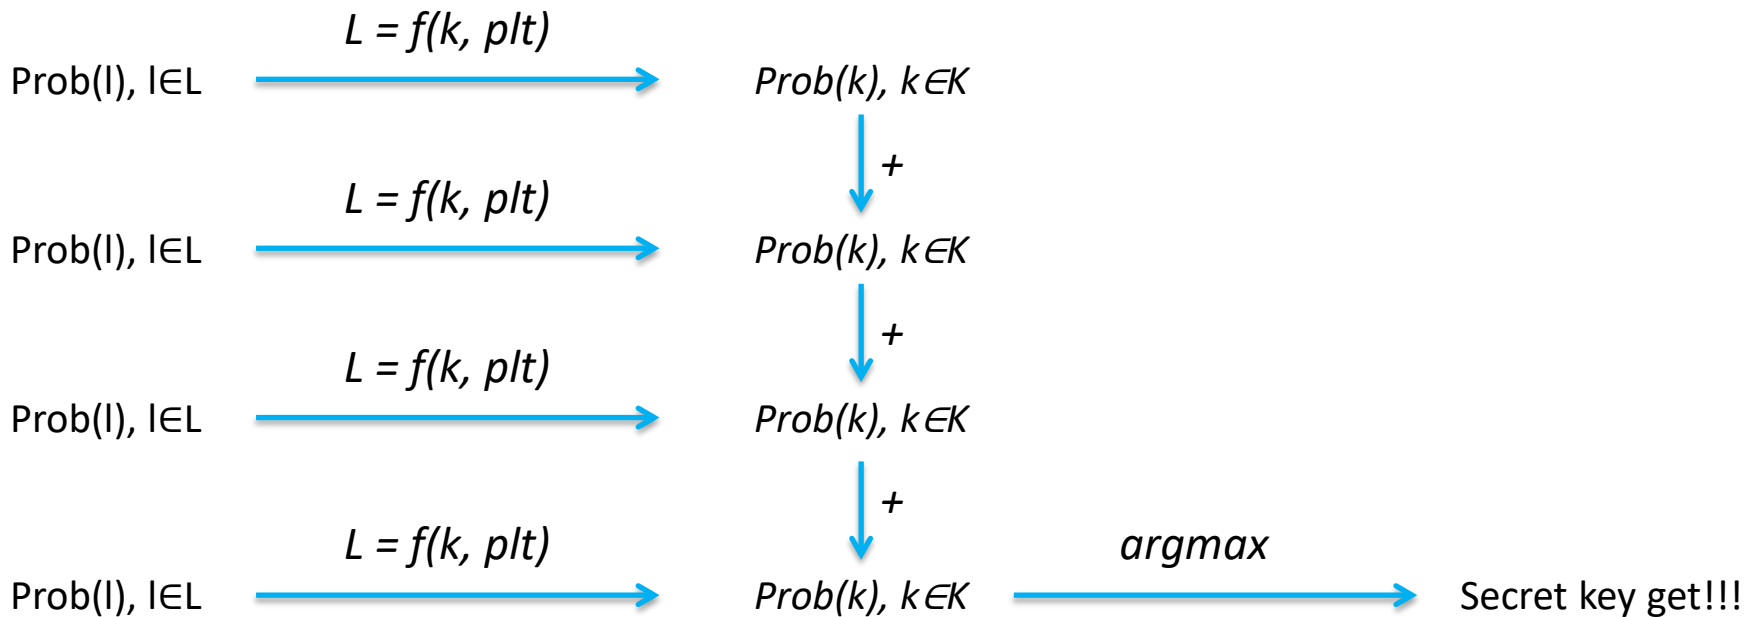 L = f(k, plt)
Prob(l), l∈L
Prob(k), k∈K
+
L = f(k, plt)
Prob(l), l∈L
Prob(k), k∈K
+
L = f(k, plt)
Prob(l), l∈L
Prob(k), k∈K
+
L = f(k, plt)
argmax
Prob(l), l∈L
Prob(k), k∈K
Secret key get!!!